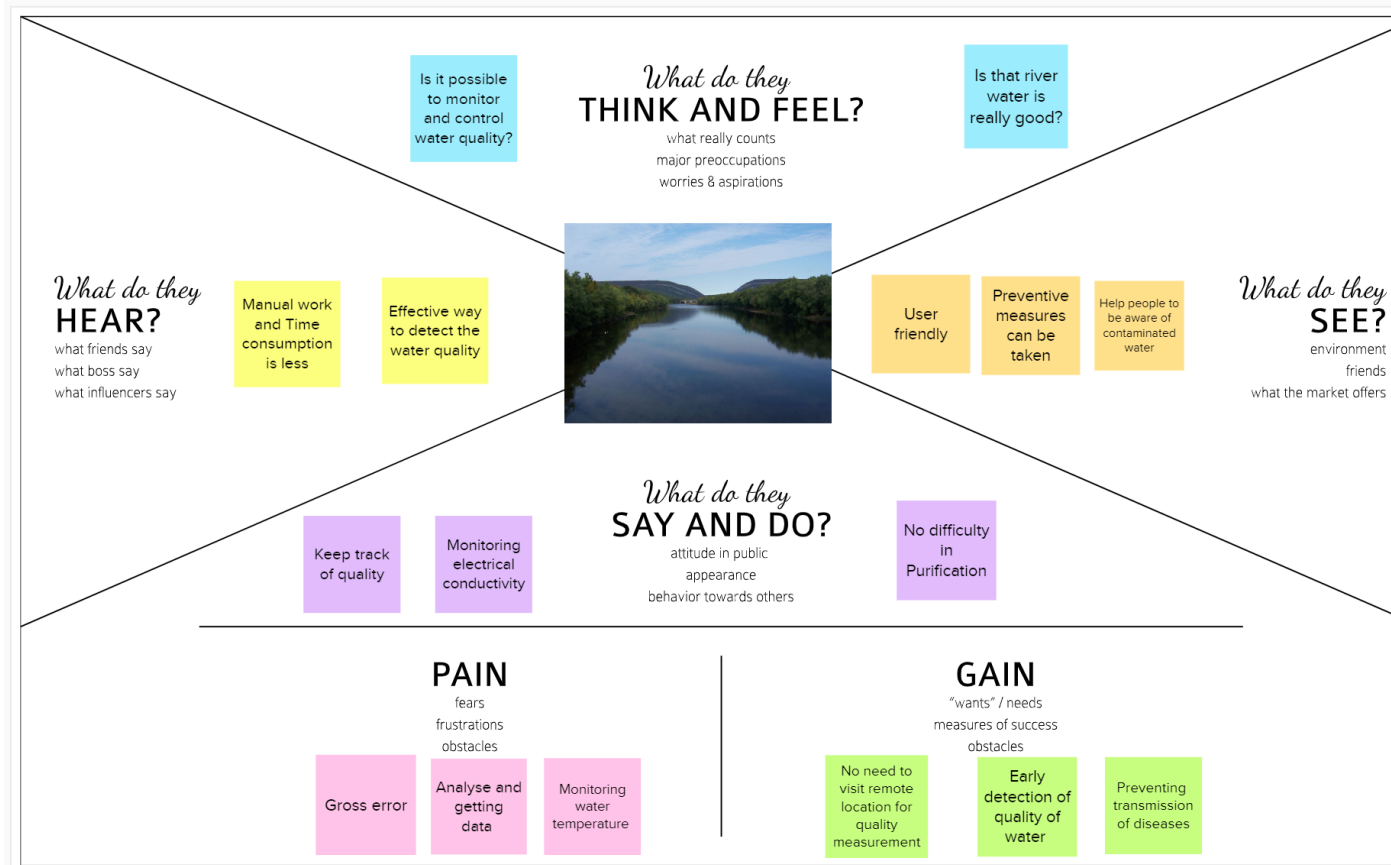 What do they
THINK AND FEEL?
what really counts
major preoccupations
worries & aspirations
Is it possible
to monitor
and control
water quality?
Is that river
water is
really good?
What do they
HEAR?
what friends say
what boss say
what influencers say
Manual work
and Time
consumption
is less
Effective way
to detect the
water quality
User
friendly
Preventive
measures
can be
taken
Help people to
be aware of
contaminated
water
What do they
SEE?
environment
friends
what the market offers
What do they
SAY AND DO?
attitude in public
appearance
behavior towards others
Keep track
of quality
Monitoring
electrical
conductivity
No difficulty
in
Purification
PAIN
fears
frustrations
obstacles
Gross error
Analyse and
getting
data
Monitoring
water
temperature
GAIN
"wants" / needs
measures of success
obstacles
No need to
visit remote
location for
quality
measurement
Early
detection of
quality of
water
Preventing
transmission
of diseases